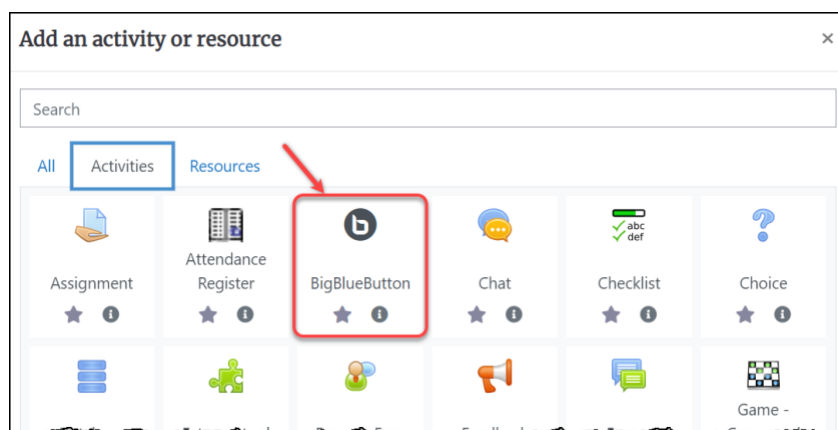 Add an activity or resource
×
Search
All Activities Resources
Attendance
Assignment Register BigBlueButton Chat Checklist Choice
abc
def
Game -